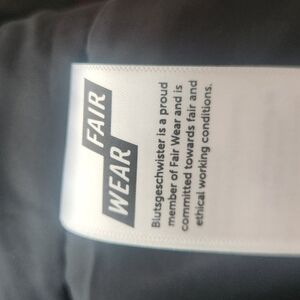 FAIR
WEAR
Blutsgeschwister is a proud
member of Fair Wear and is
committed towards fair and
ethical working conditions.